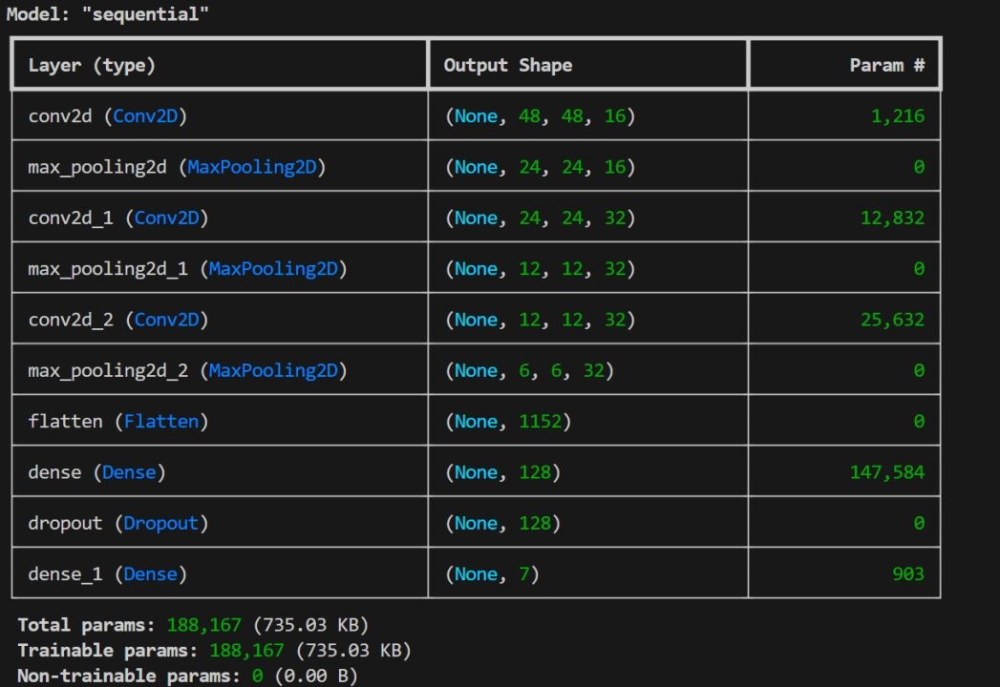 Model: "sequential"
Layer (type) Output Shape Param #
conv2d (Conv2D) (None, 48, 48, 16) 1,216
max_pooling2d (MaxPooling2D) (None, 24, 24, 16) 0
conv2d_1 (Conv2D) (None, 24, 24, 32) 12,832
max_pooling2d_1 (MaxPooling2D) (None, 12, 12, 32) 0
conv2d_2 (Conv2D) (None, 12, 12, 32) 25,632
max_pooling2d_2 (MaxPooling2D) (None, 6, 6, 32) 0
flatten (Flatten) (None, 1152) 0
dense (Dense) (None, 128) 147,584
dropout (Dropout) (None, 128) 0
dense_1 (Dense) (None, 7) 903
Total params: 188,167 (735.03 KB)
Trainable params: 188,167 (735.03 KB)
Non-trainable params: 0 (0.00 B)